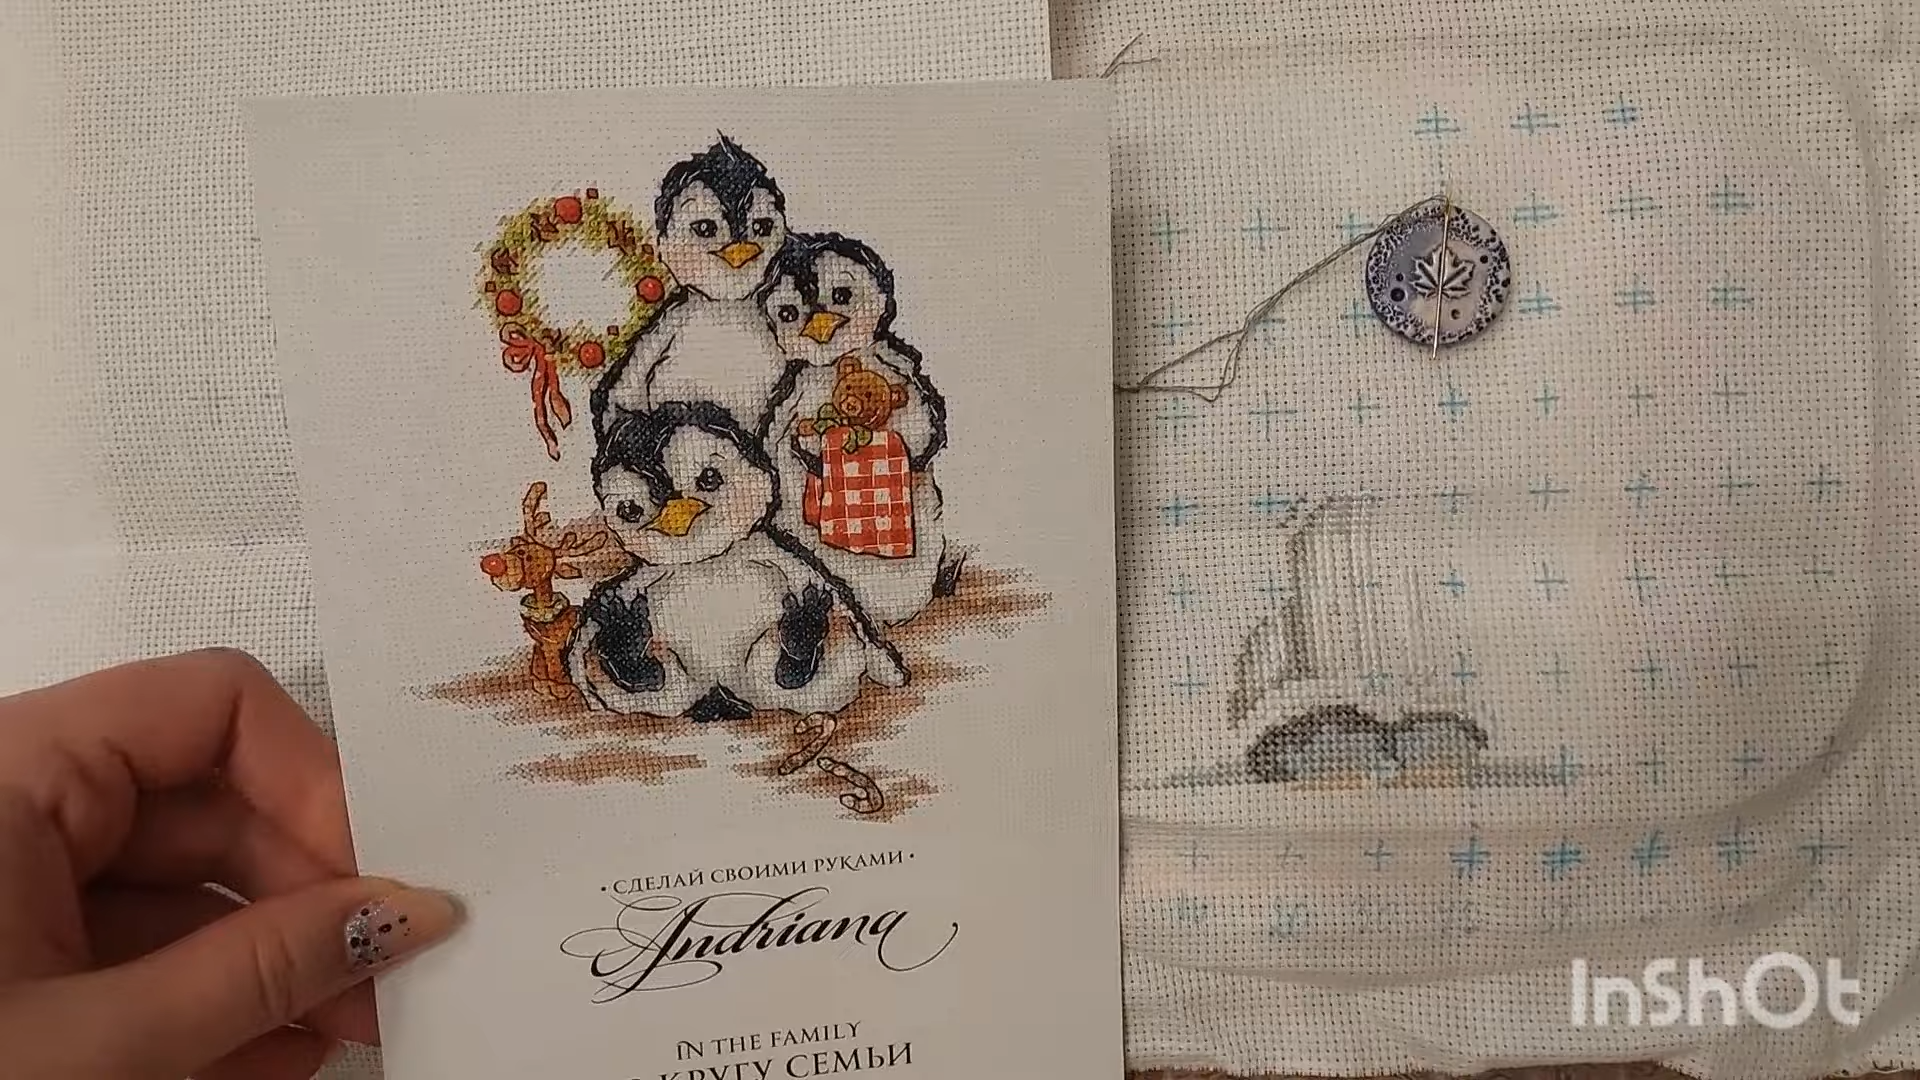 • СДЕЛАЙ СВОИМИ РУКАМИ •
Andriana
IN THE FAMILY
КРУГУ СЕМЬИ
InShOt